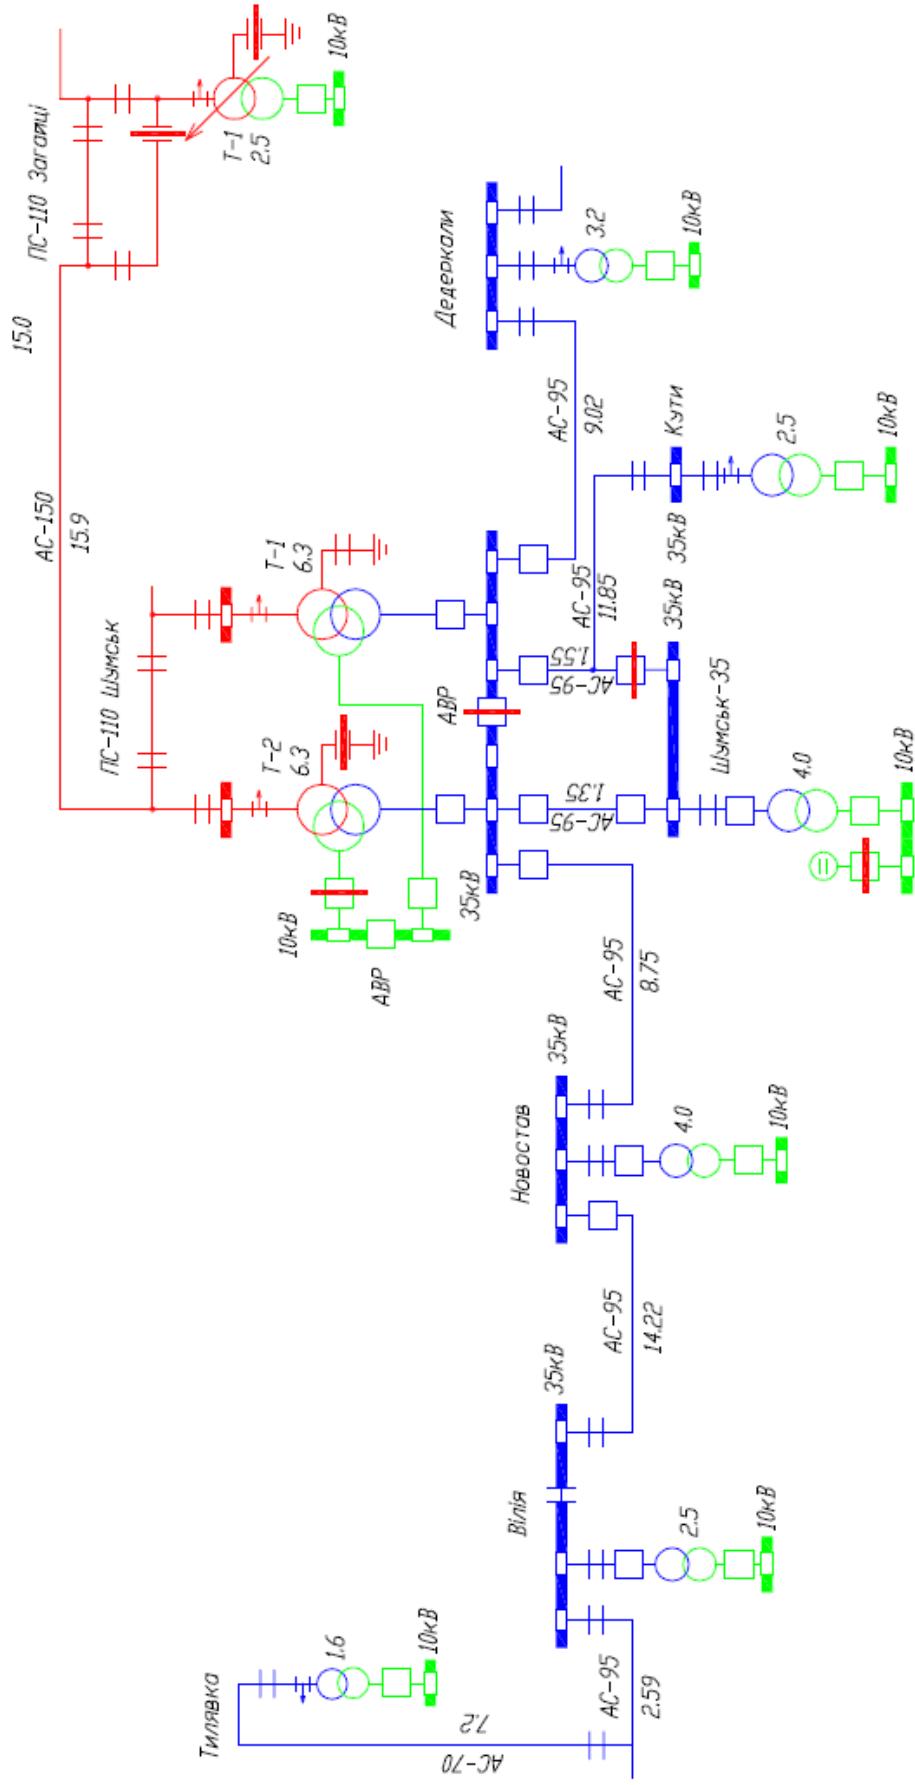 Тилявка
АС-70
7.2
1.6
10кВ
АС-95
2.59
Вілія
35кВ
2.5
10кВ
АС-95
14.22
Новостав
35кВ
4.0
10кВ
АС-95
8.75
ПС-110 Шумськ
АС-150
15.9
15.0
Т-2
6.3
Т-1
6.3
10кВ
АВР
35кВ
АВР
АС-95
1.35
АС-95
1.55
Шумськ-35
35кВ
4.0
10кВ
АС-95
11.85
35кВ
Кути
2.5
10кВ
АС-95
9.02
Дедеркали
3.2
10кВ
ПС-110 Загайці
Т-1
2.5
10кВ